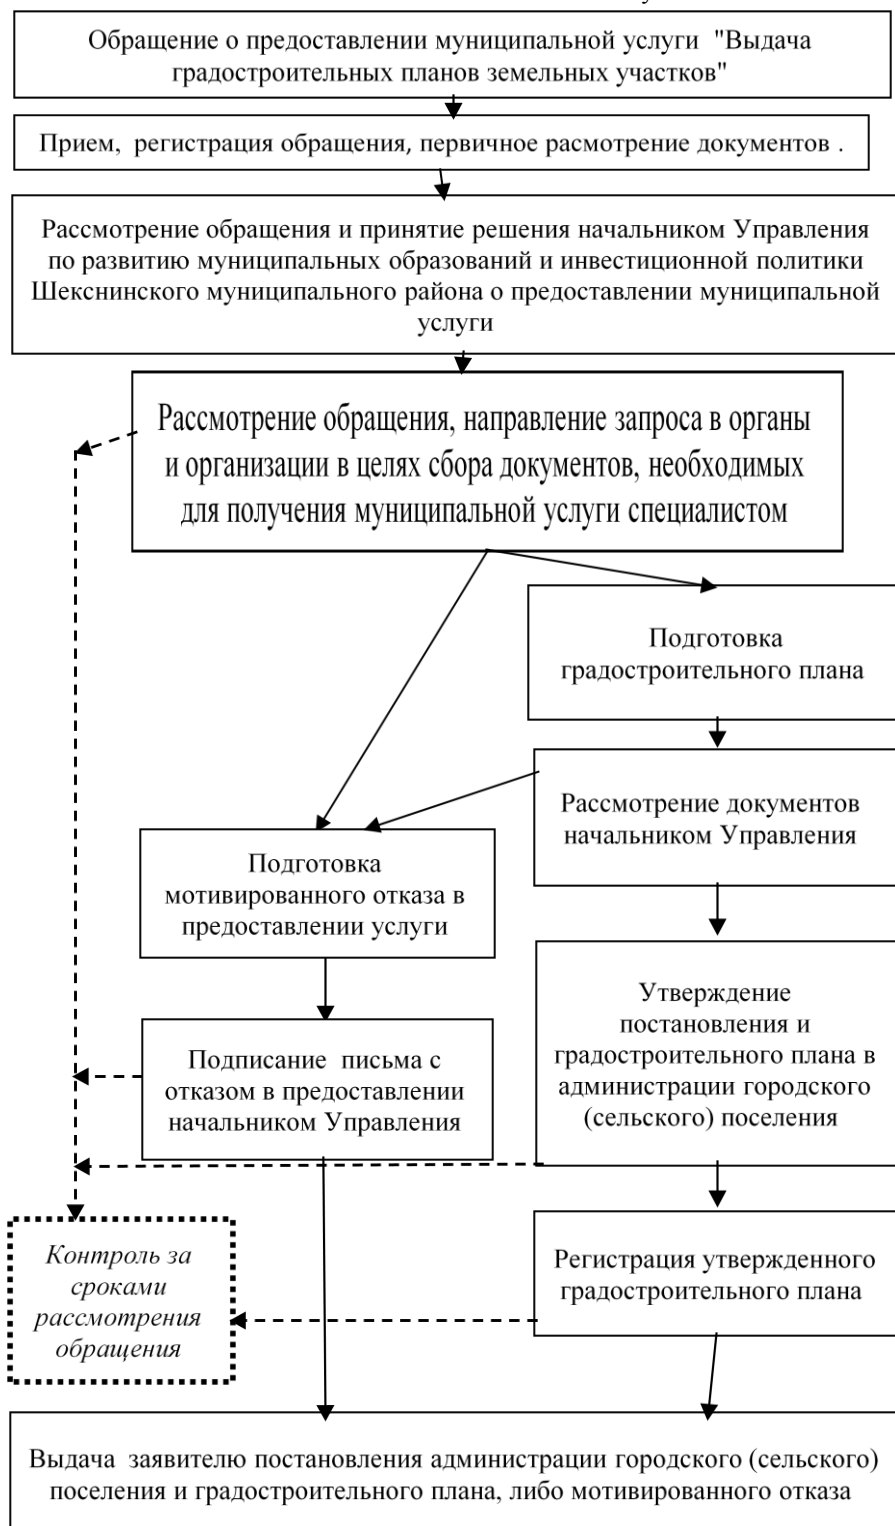 Обращение о предоставлении муниципальной услуги "Выдача
градостроительных планов земельных участков"
Прием, регистрация обращения, первичное расмотрение документов .
Рассмотрение обращения и принятие решения начальником Управления
по развитию муниципальных образований и инвестиционной политики
Шекснинского муниципального района о предоставлении муниципальной
услуги
Рассмотрение обращения, направление запроса в органы
и организации в целях сбора документов, необходимых
для получения муниципальной услуги специалистом
Подготовка
градостроительного плана
Рассмотрение документов
начальником Управления
Подготовка
мотивированного отказа в
предоставлении услуги
Утверждение
постановления и
градостроительного плана в
администрации городского
(сельского) поселения
Подписание письма с
отказом в предоставлении
начальником Управления
Контроль за
сроками
рассмотрения
обращения
Регистрация утвержденного
градостроительного плана
Выдача заявителю постановления администрации городского (сельского)
поселения и градостроительного плана, либо мотивированного отказа